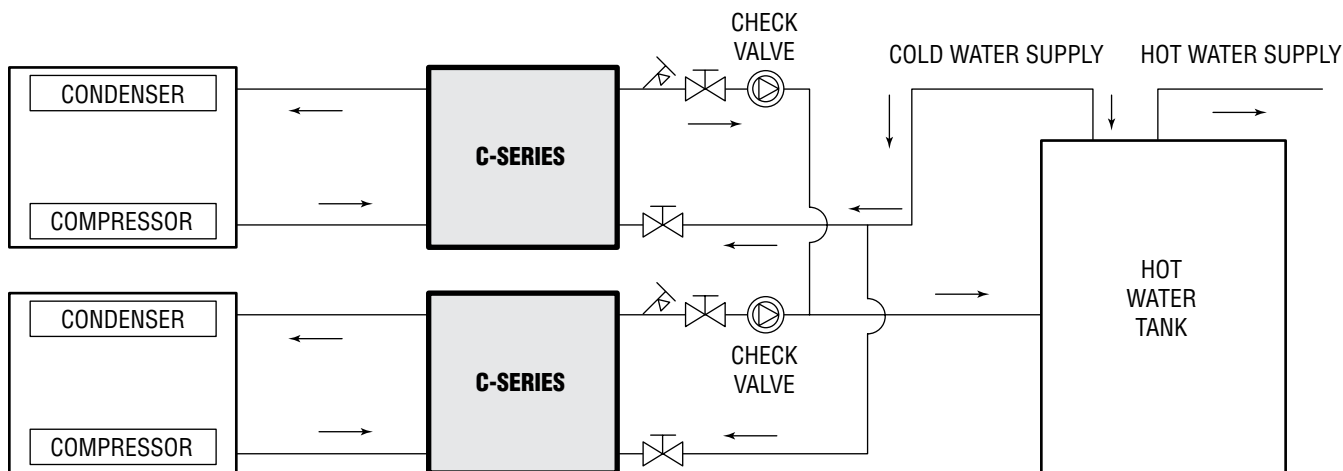 CHECK
VALVE
COLD WATER SUPPLY
HOT WATER SUPPLY
CONDENSER
C-SERIES
COMPRESSOR
CONDENSER
HOT
WATER
TANK
CHECK
VALVE
C-SERIES
COMPRESSOR